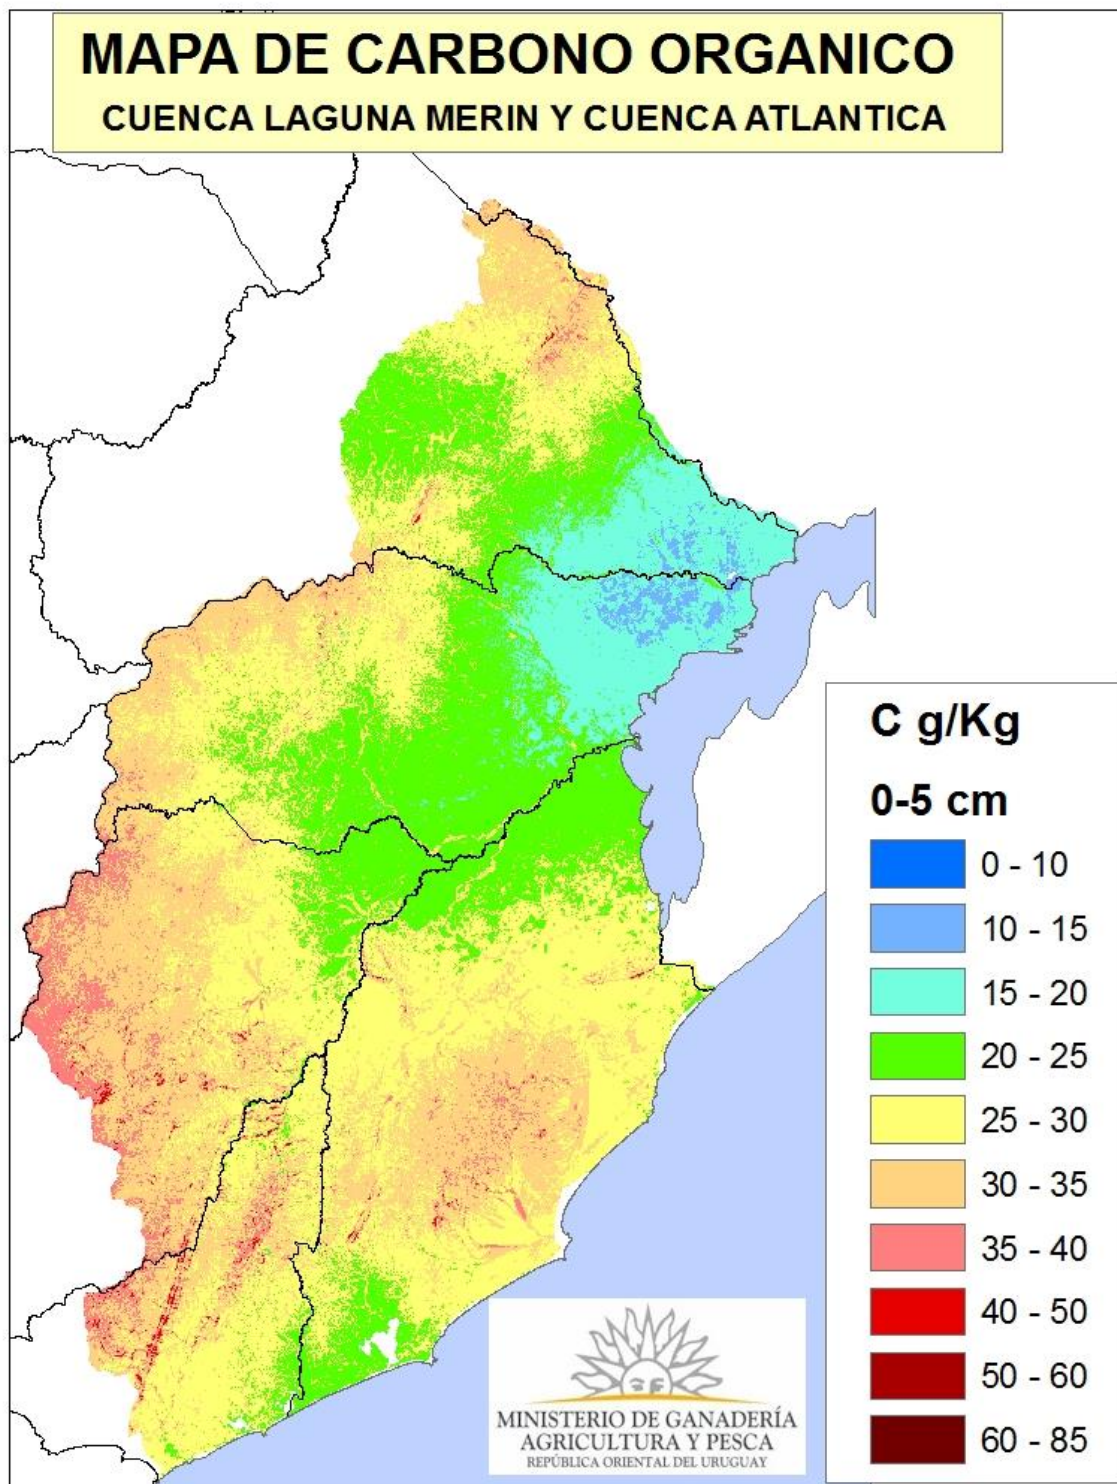 MAPA DE CARBONO ORGANICO
CUENCA LAGUNA MERIN Y CUENCA ATLANTICA
C g/Kg
0-5 cm
0 - 10
10 - 15
15 - 20
20 - 25
25 - 30
30 - 35
35 - 40
40 - 50
50 - 60
60 - 85
MINISTERIO DE GANADERÍA
AGRICULTURA Y PESCA
REPÚBLICA ORIENTAL DEL URUGUAY